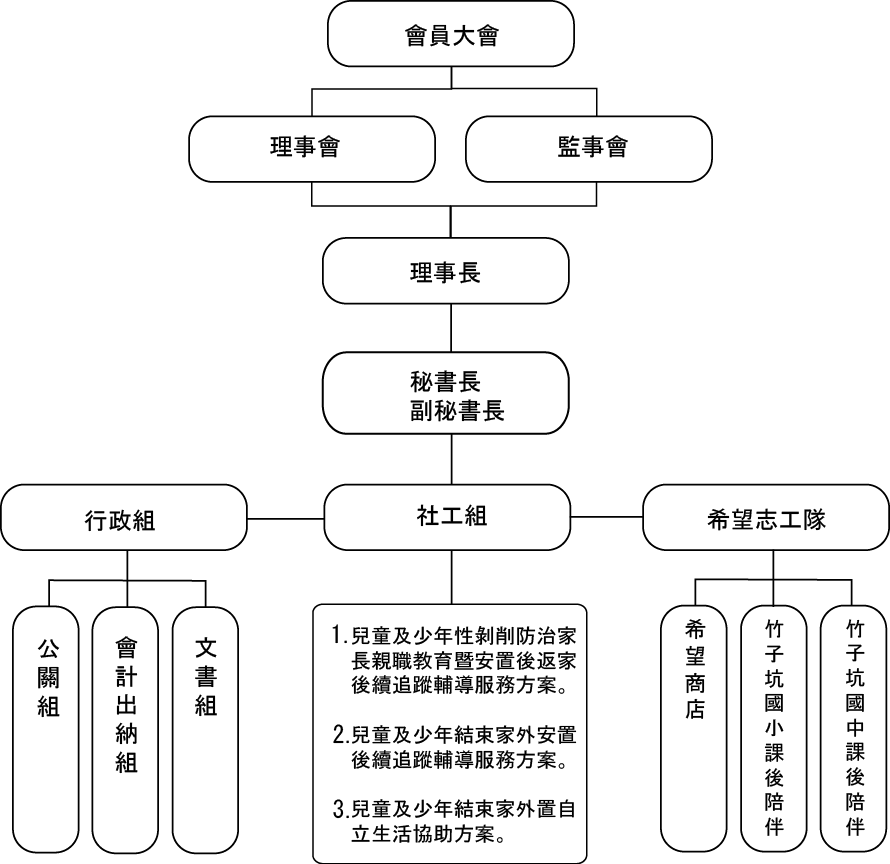 會員大會
理事會
監事會
理事長
秘書長
副秘書長
行政組
社工組
希望志工隊
公關組
會計出納組
文書組
1.兒童及少年性剝削防治家
長親職教育暨安置後返家
後續追蹤輔導服務方案。
2.兒童及少年結束家外安置
後續追蹤輔導服務方案。
3.兒童及少年結束家外置自
立生活協助方案。
希望商店
竹子坑國小課後陪伴
竹子坑國中課後陪伴